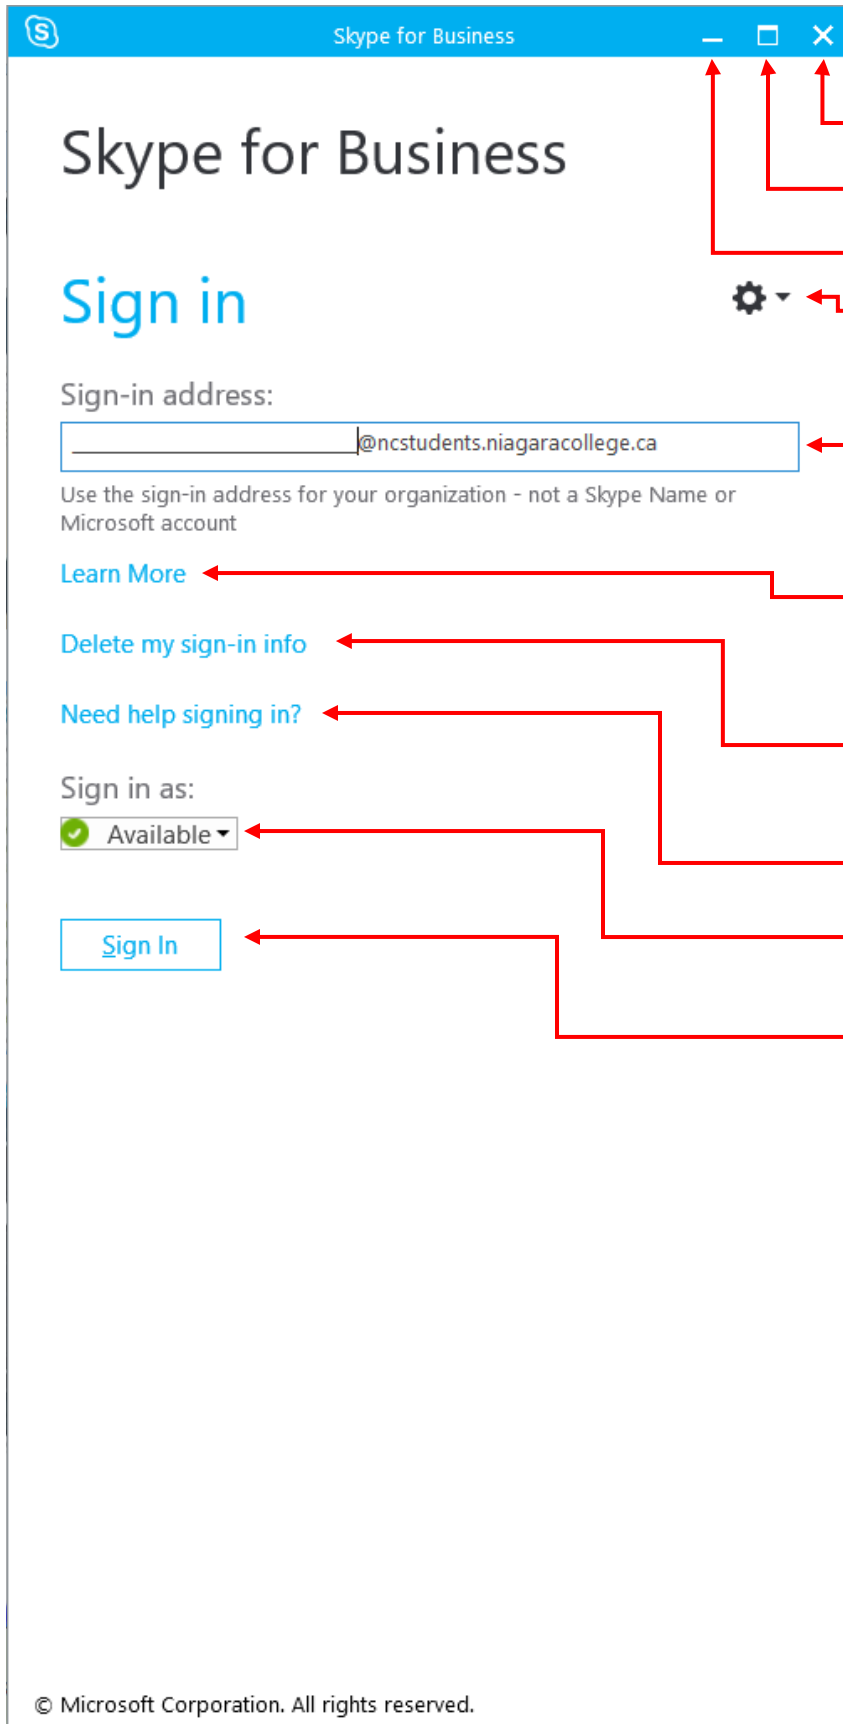 Skype for Business
Skype for Business
Sign in
Sign-in address:
@ncstudents.niagaracollege.ca
Use the sign-in address for your organization - not a Skype Name or
Microsoft account
Learn More
Delete my sign-in info
Need help signing in?
Sign in as:
Available
Sign In
© Microsoft Corporation. All rights reserved.